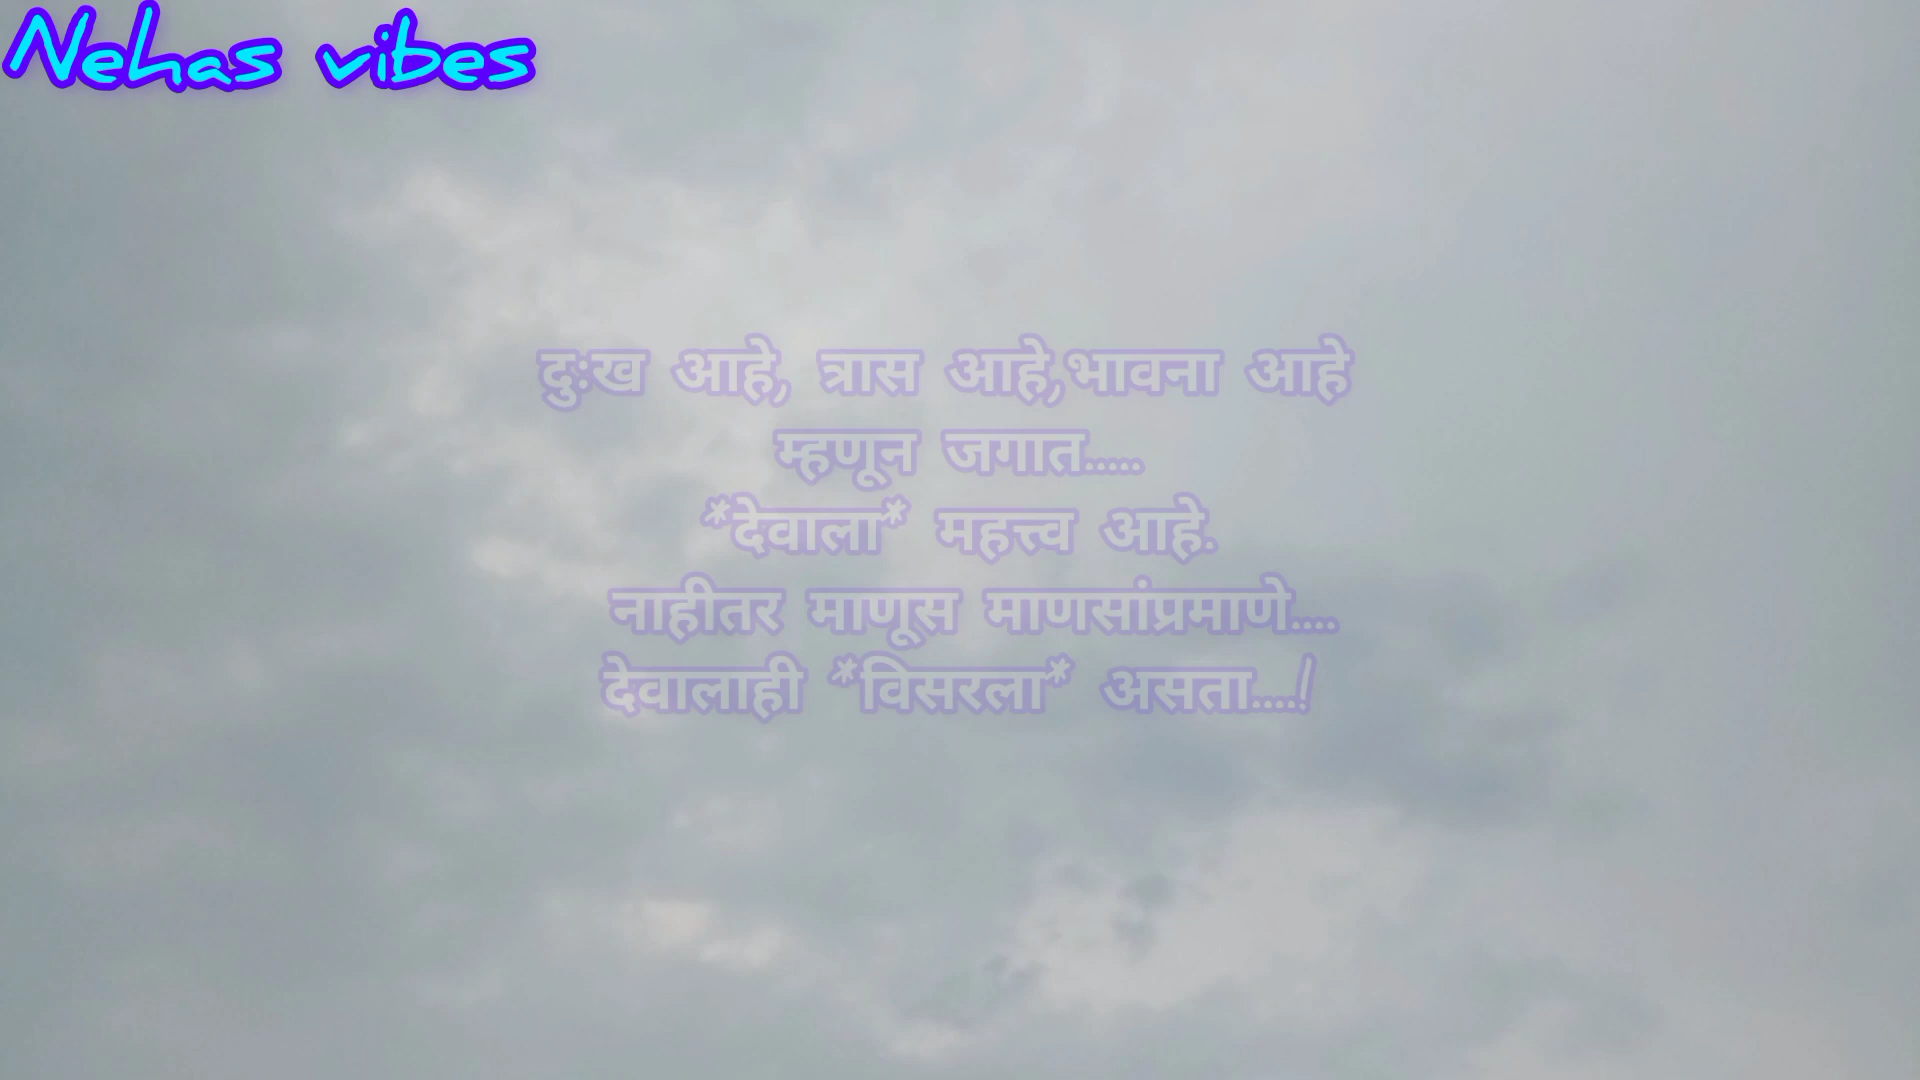 Nehas vibes
दुःख आहे, त्रास आहे,भावना आहे
म्हणून जगात.....
*देवाला* महत्त्व आहे.
नाहीतर माणूस माणसांप्रमाणे....
देवालाही *विसरला* असता....!